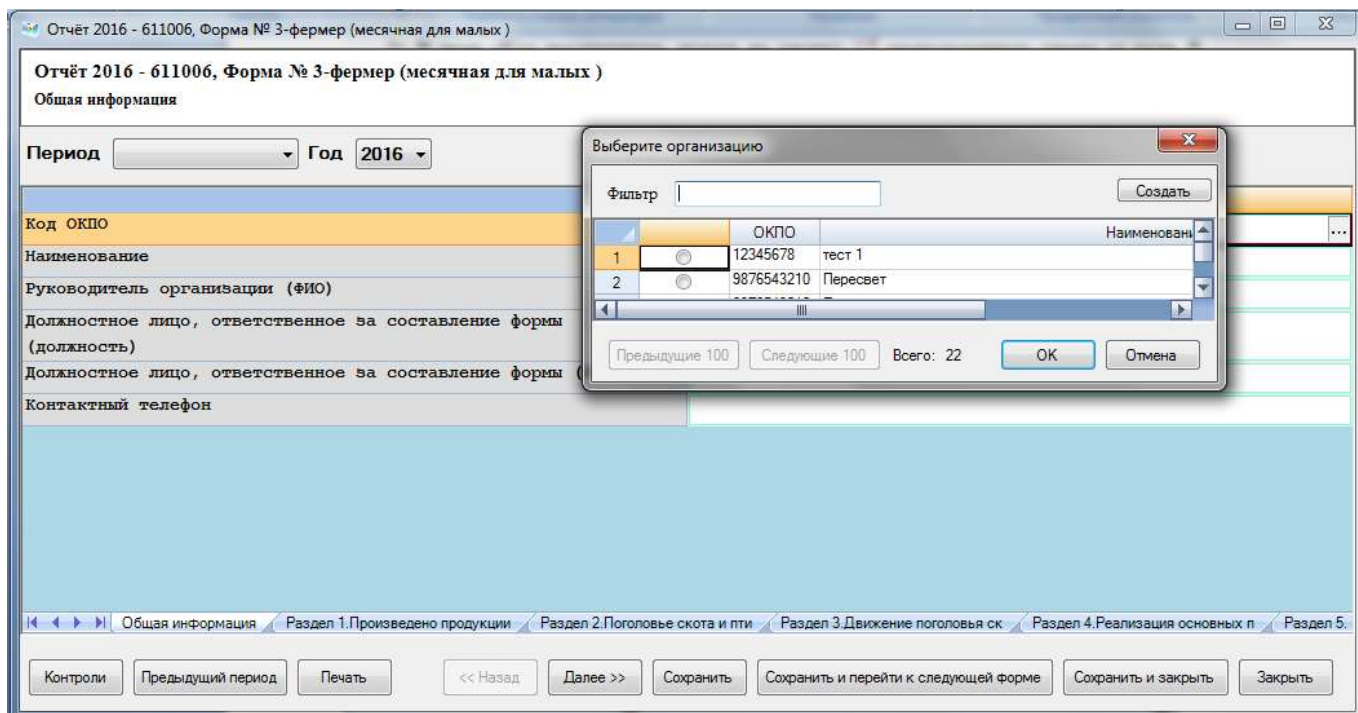 Отчёт 2016 - 611006, Форма № 3-фермер (месячная для малых )
Отчёт 2016 - 611006, Форма № 3-фермер (месячная для малых )
Общая информация
Период
Год 2016
Код ОКПО
...
Наименование
Руководитель организации (ФИО)
Должностное лицо, ответственное за составление формы
(должность)
Должностное лицо, ответственное за составление формы (
Контактный телефон
Выберите организацию
Фильтр
Создать
ОКПО Наименовани
1 12345678 тест 1
2 9876543210 Пересвет
Предыдущие 100 Следующие 100 Всего: 22 OK Отмена
Общая информация Раздел 1.Произведено продукции Раздел 2.Поголовье скота и пти Раздел 3.Движение поголовья ск Раздел 4.Реализация основных п Раздел 5.
Контроли Предыдущий период Печать << Назад Далее >> Сохранить Сохранить и перейти к следующей форме Сохранить и закрыть Закрыть